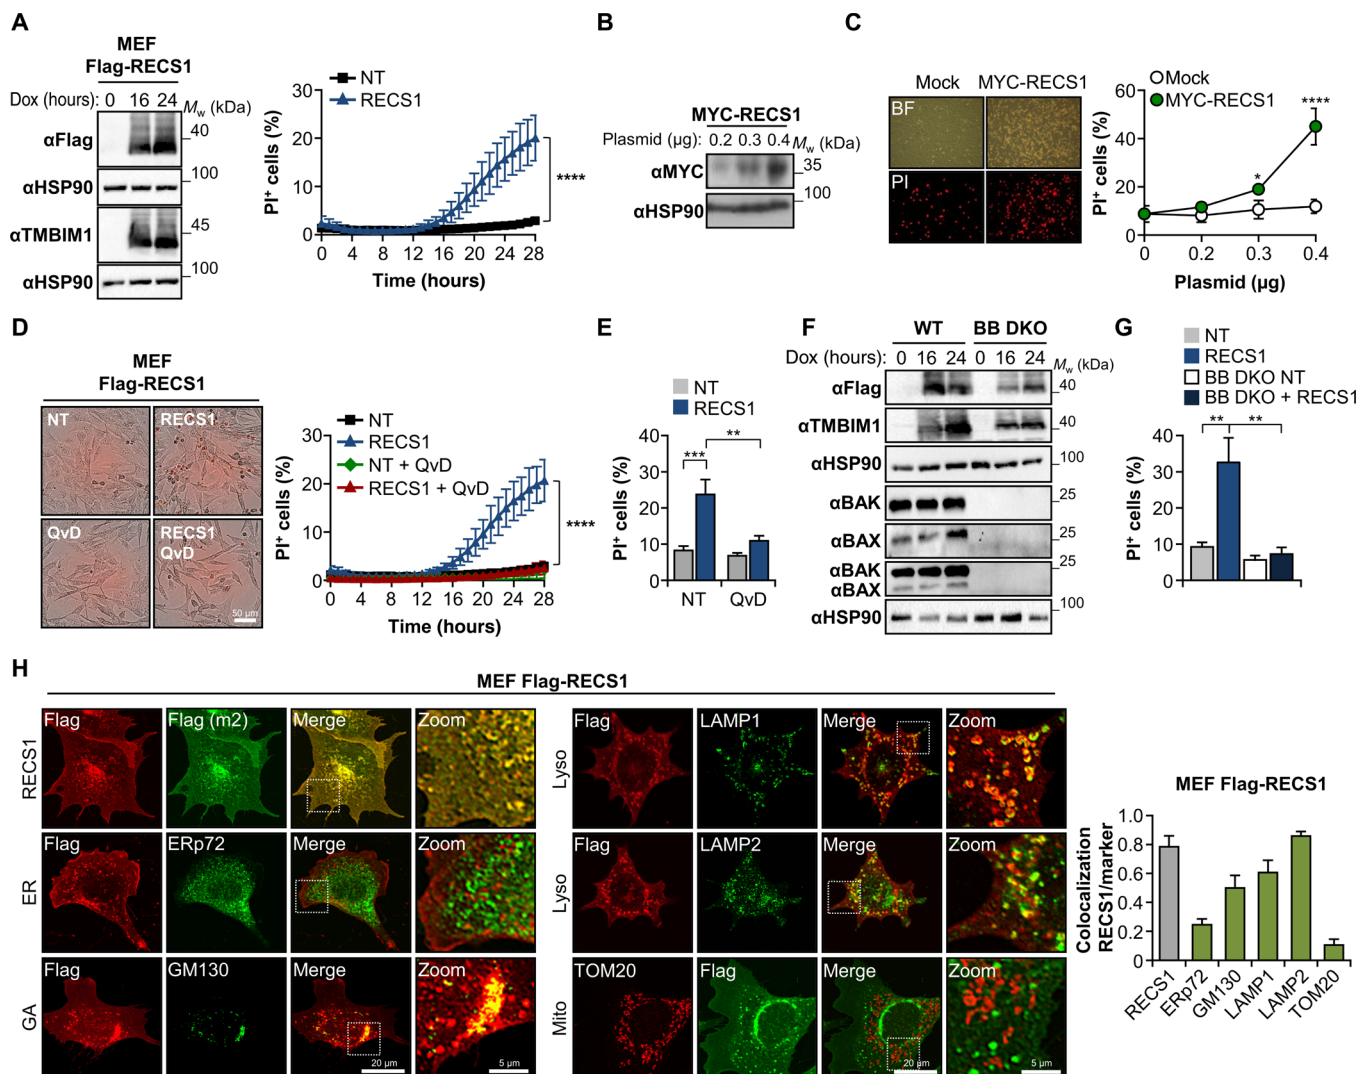 A
MEF
Flag-RECS1
Dox (hours): 0 16 24
Mw (kDa)
αFlag
40
αHSP90
100
αTMBIM1
45
αHSP90
100
NT
RECS1
PI+ cells (%)
30
20
10
0
0 4 8 12 16 20 24 28
Time (hours)
****
B
MYC-RECS1
Plasmid (µg): 0.2 0.3 0.4 Mw (kDa)
αMYC
35
αHSP90
100
C
Mock MYC-RECS1
BF
PI
Mock
MYC-RECS1
PI+ cells (%)
60
40
20
0
0 0.2 0.3 0.4
Plasmid (µg)
*
****
D
MEF
Flag-RECS1
NT
RECS1
QvD
RECS1
QvD
50 µm
NT
RECS1
NT + QvD
RECS1 + QvD
PI+ cells (%)
30
20
10
0
0 4 8 12 16 20 24 28
Time (hours)
****
E
NT
RECS1
PI+ cells (%)
40
30
20
10
0
***
**
NT QvD
F
WT BB DKO
Dox (hours): 0 16 24 0 16 24
Mw (kDa)
αFlag
40
αTMBIM1
40
αHSP90
100
αBAK
25
αBAX
25
αBAK
25
αBAX
αHSP90
100
G
NT
RECS1
BB DKO NT
BB DKO + RECS1
PI+ cells (%)
40
30
20
10
0
** **
H
MEF Flag-RECS1
RECS1
Flag
Flag (m2)
Merge
Zoom
Lyso
Flag
LAMP1
Merge
Zoom
ER
Flag
ERp72
Merge
Zoom
Lyso
Flag
LAMP2
Merge
Zoom
GA
Flag
GM130
Merge
20 µm
Zoom
5 µm
Mito
TOM20
Flag
Merge
20 µm
Zoom
5 µm
MEF Flag-RECS1
Colocalization
RECS1/marker
1.0
0.8
0.6
0.4
0.2
0
RECS1
ERp72
GM130
LAMP1
LAMP2
TOM20